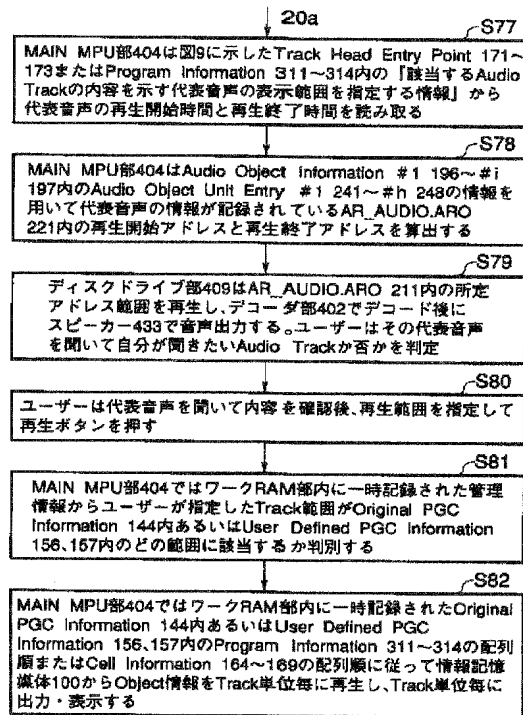 20a
S77
MAIN MPU部404は図9に示したTrack Head Entry Point 171~
173またはProgram Information 311~314内の『該当するAudio
Trackの内容を示す代表音声の表示範囲を指定する情報』から
代表音声の再生開始時間と再生終了時間を読み取る
S78
MAIN MPU部404はAudio Object Information #1 196~#i
197内のAudio Object Unit Entry #1 241~#h 248の情報を
用いて代表音声の情報が記録されているAR_AUDIO.ARO
221内の再生開始アドレスと再生終了アドレスを算出する
S79
ディスクドライブ部409はAR_AUDIO.ARO 211内の所定
アドレス範囲を再生し、デコーダ部402でデコード後に
スピーカー433で音声出力する。ユーザーはその代表音声
を聞いて自分が聞きたいAudio Trackか否かを判定
S80
ユーザーは代表音声を聞いて内容を確認後、再生範囲を指定して
再生ボタンを押す
S81
MAIN MPU部404ではワークRAM部内に一時記録された管理
情報からユーザーが指定したTrack範囲がOriginal PGC
Information 144内あるいはUser Defined PGC Information
156、157内のどの範囲に該当するか判別する
S82
MAIN MPU部404ではワークRAM部内に一時記録されたOriginal
PGC Information 144内あるいはUser Defined PGC
Information 156、157内のProgram Information 311~314の配列
順またはCell Information 164~169の配列順に従って情報記憶
媒体100からObject情報をTrack単位毎に再生し、Track単位毎に
出力・表示する